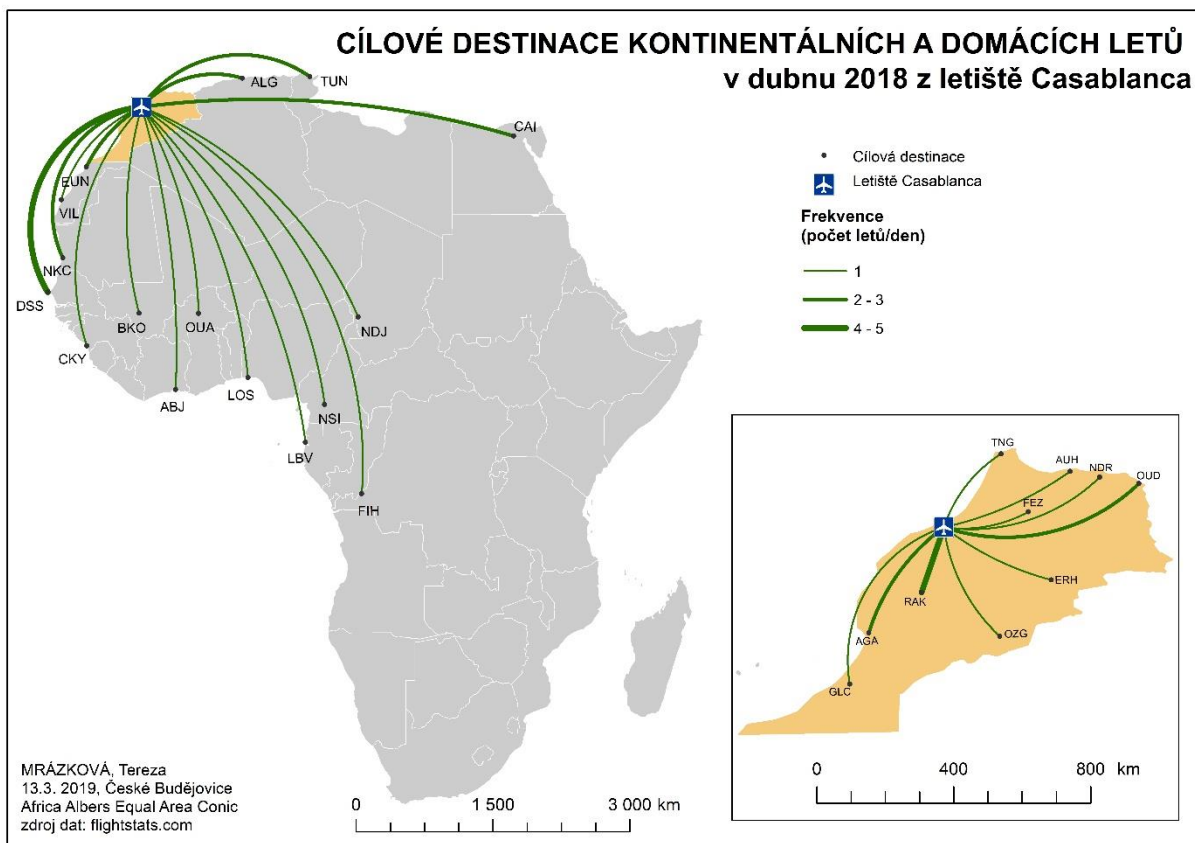 CÍLOVÉ DESTINACE KONTINENTÁLNÍCH A DOMÁCÍCH LETŮ
v dubnu 2018 z letiště Casablanca
ALG
TUN
CAI
EUN
VIL
NKC
DSS
BKO
OUA
NDJ
CKY
ABJ
LOS
NSI
LBV
FIH
Cílová destinace
Letiště Casablanca
Frekvence
(počet letů/den)
1
2 - 3
4 - 5
TNG
AUH
NDR
OUD
FEZ
ERH
RAK
OZG
AGA
GLC
0 400 800 km
MRÁZKOVÁ, Tereza
13.3. 2019, České Budějovice
Africa Albers Equal Area Conic
zdroj dat: flightstats.com
0 1 500 3 000 km